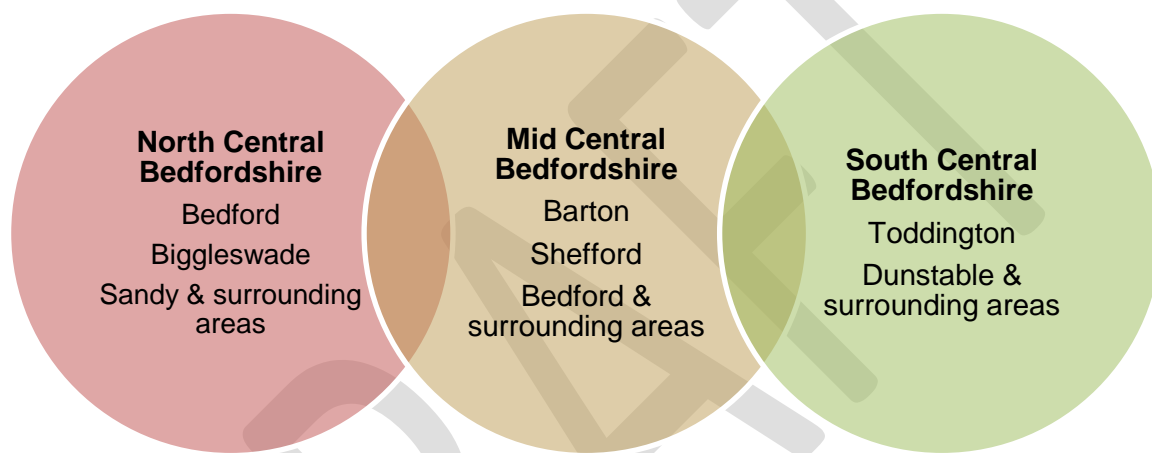 North Central
Bedfordshire
Bedford
Biggleswade
Sandy & surrounding
areas
Mid Central
Bedfordshire
Barton
Shefford
Bedford &
surrounding areas
South Central
Bedfordshire
Toddington
Dunstable &
surrounding areas